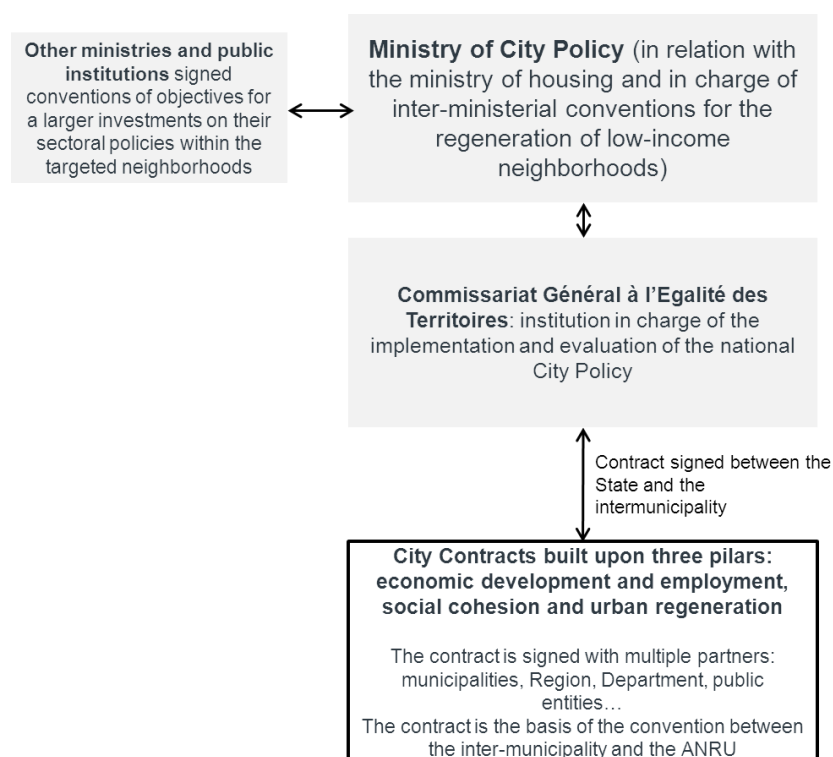 Other ministries and public
institutions signed
conventions of objectives for
a larger investments on their
sectoral policies within the
targeted neighborhoods
Ministry of City Policy (in relation with
the ministry of housing and in charge of
inter-ministerial conventions for the
regeneration of low-income
neighborhoods)
Commissariat Général à l'Egalité des
Territoires: institution in charge of the
implementation and evaluation of the national
City Policy
Contract signed between the
State and the
intermunicipality
City Contracts built upon three pilars:
economic development and employment,
social cohesion and urban regeneration
The contract is signed with multiple partners:
municipalities, Region, Department, public
entities…
The contract is the basis of the convention between
the inter-municipality and the ANRU